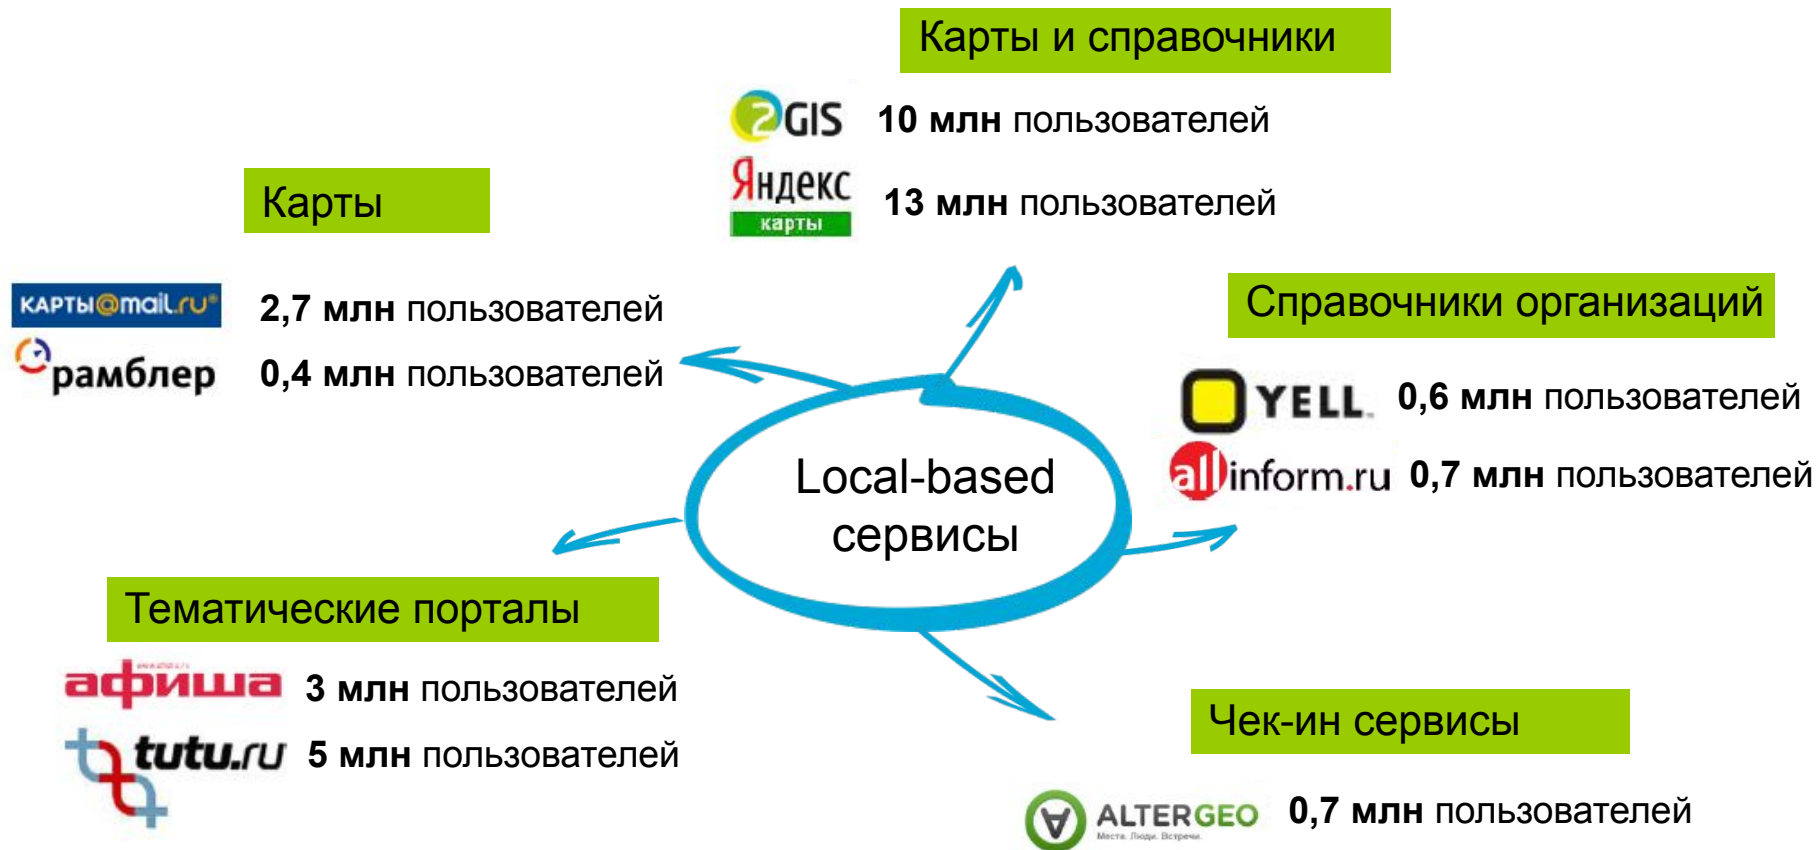 Карты и справочники
2GIS 10 млн пользователей
Яндекс
карты
13 млн пользователей
Карты
карты@mail.ru® 2,7 млн пользователей
рамблер 0,4 млн пользователей
Справочники организаций
YELL 0,6 млн пользователей
allinform.ru 0,7 млн пользователей
Local-based
сервисы
Тематические порталы
афиша 3 млн пользователей
tutu.ru 5 млн пользователей
Чек-ин сервисы
ALTERGEO 0,7 млн пользователей
Места. Люди. Встречи.